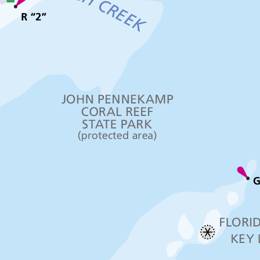 CREEK
R “2”
JOHN PENNEKAMP
CORAL REEF
STATE PARK
(protected area)
G
FLORID
KEY L